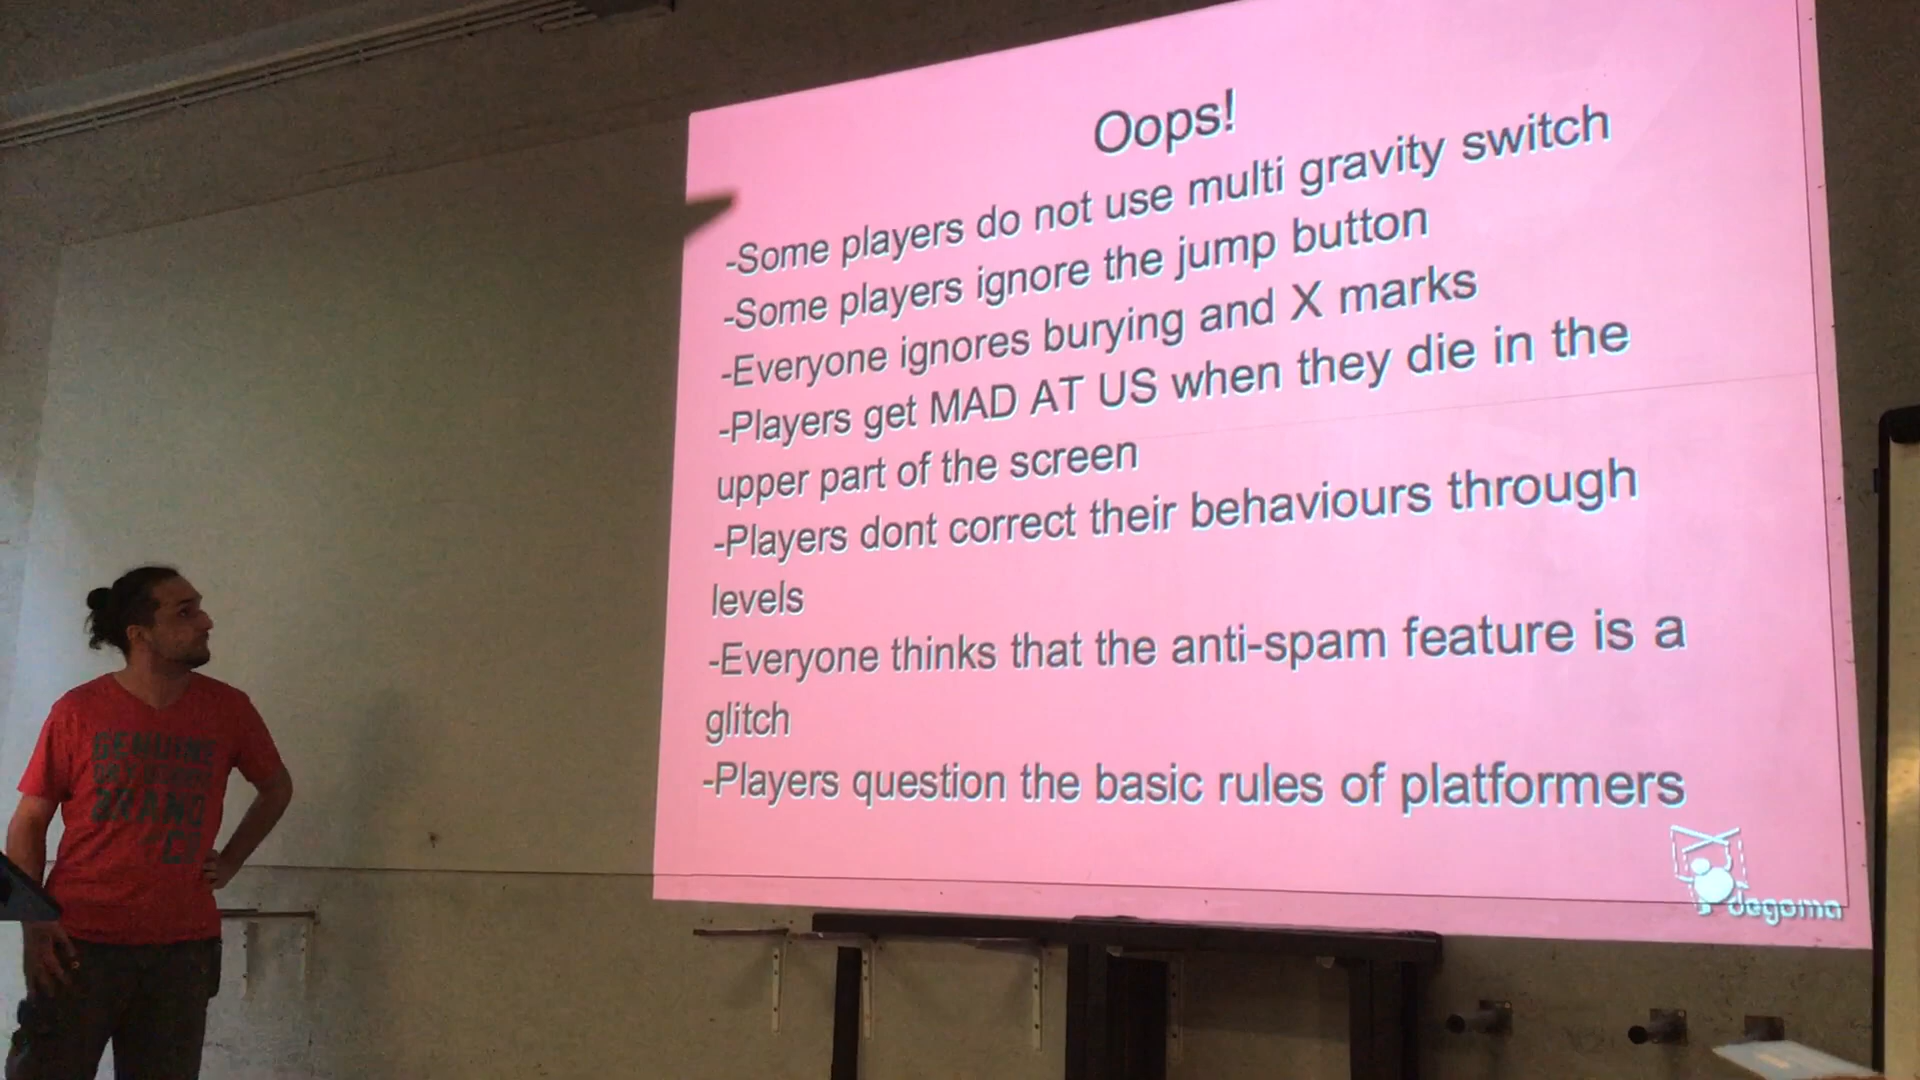 Oops!
-Some players do not use multi gravity switch
-Some players ignore the jump button
-Everyone ignores burying and X marks
-Players get MAD AT US when they die in the
upper part of the screen
-Players dont correct their behaviours through
levels
-Everyone thinks that the anti-spam feature is a
glitch
-Players question the basic rules of platformers
degoma
GENUINE
BRAND